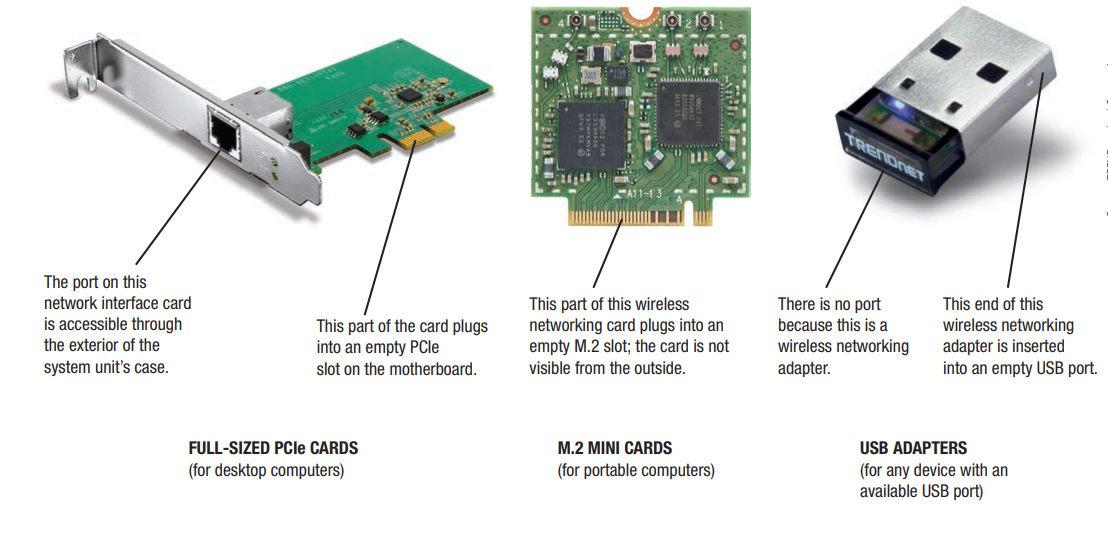 4
2
1
A11-13
A
TRENDNET
The port on this
network interface card
is accessible through
the exterior of the
system unit's case.
This part of the card plugs
into an empty PCIe
slot on the motherboard.
This part of this wireless
networking card plugs into an
empty M.2 slot; the card is not
visible from the outside.
There is no port
because this is a
wireless networking
adapter.
This end of this
wireless networking
adapter is inserted
into an empty USB port.
FULL-SIZED PCIe CARDS
(for desktop computers)
M.2 MINI CARDS
(for portable computers)
USB ADAPTERS
(for any device with an
available USB port)